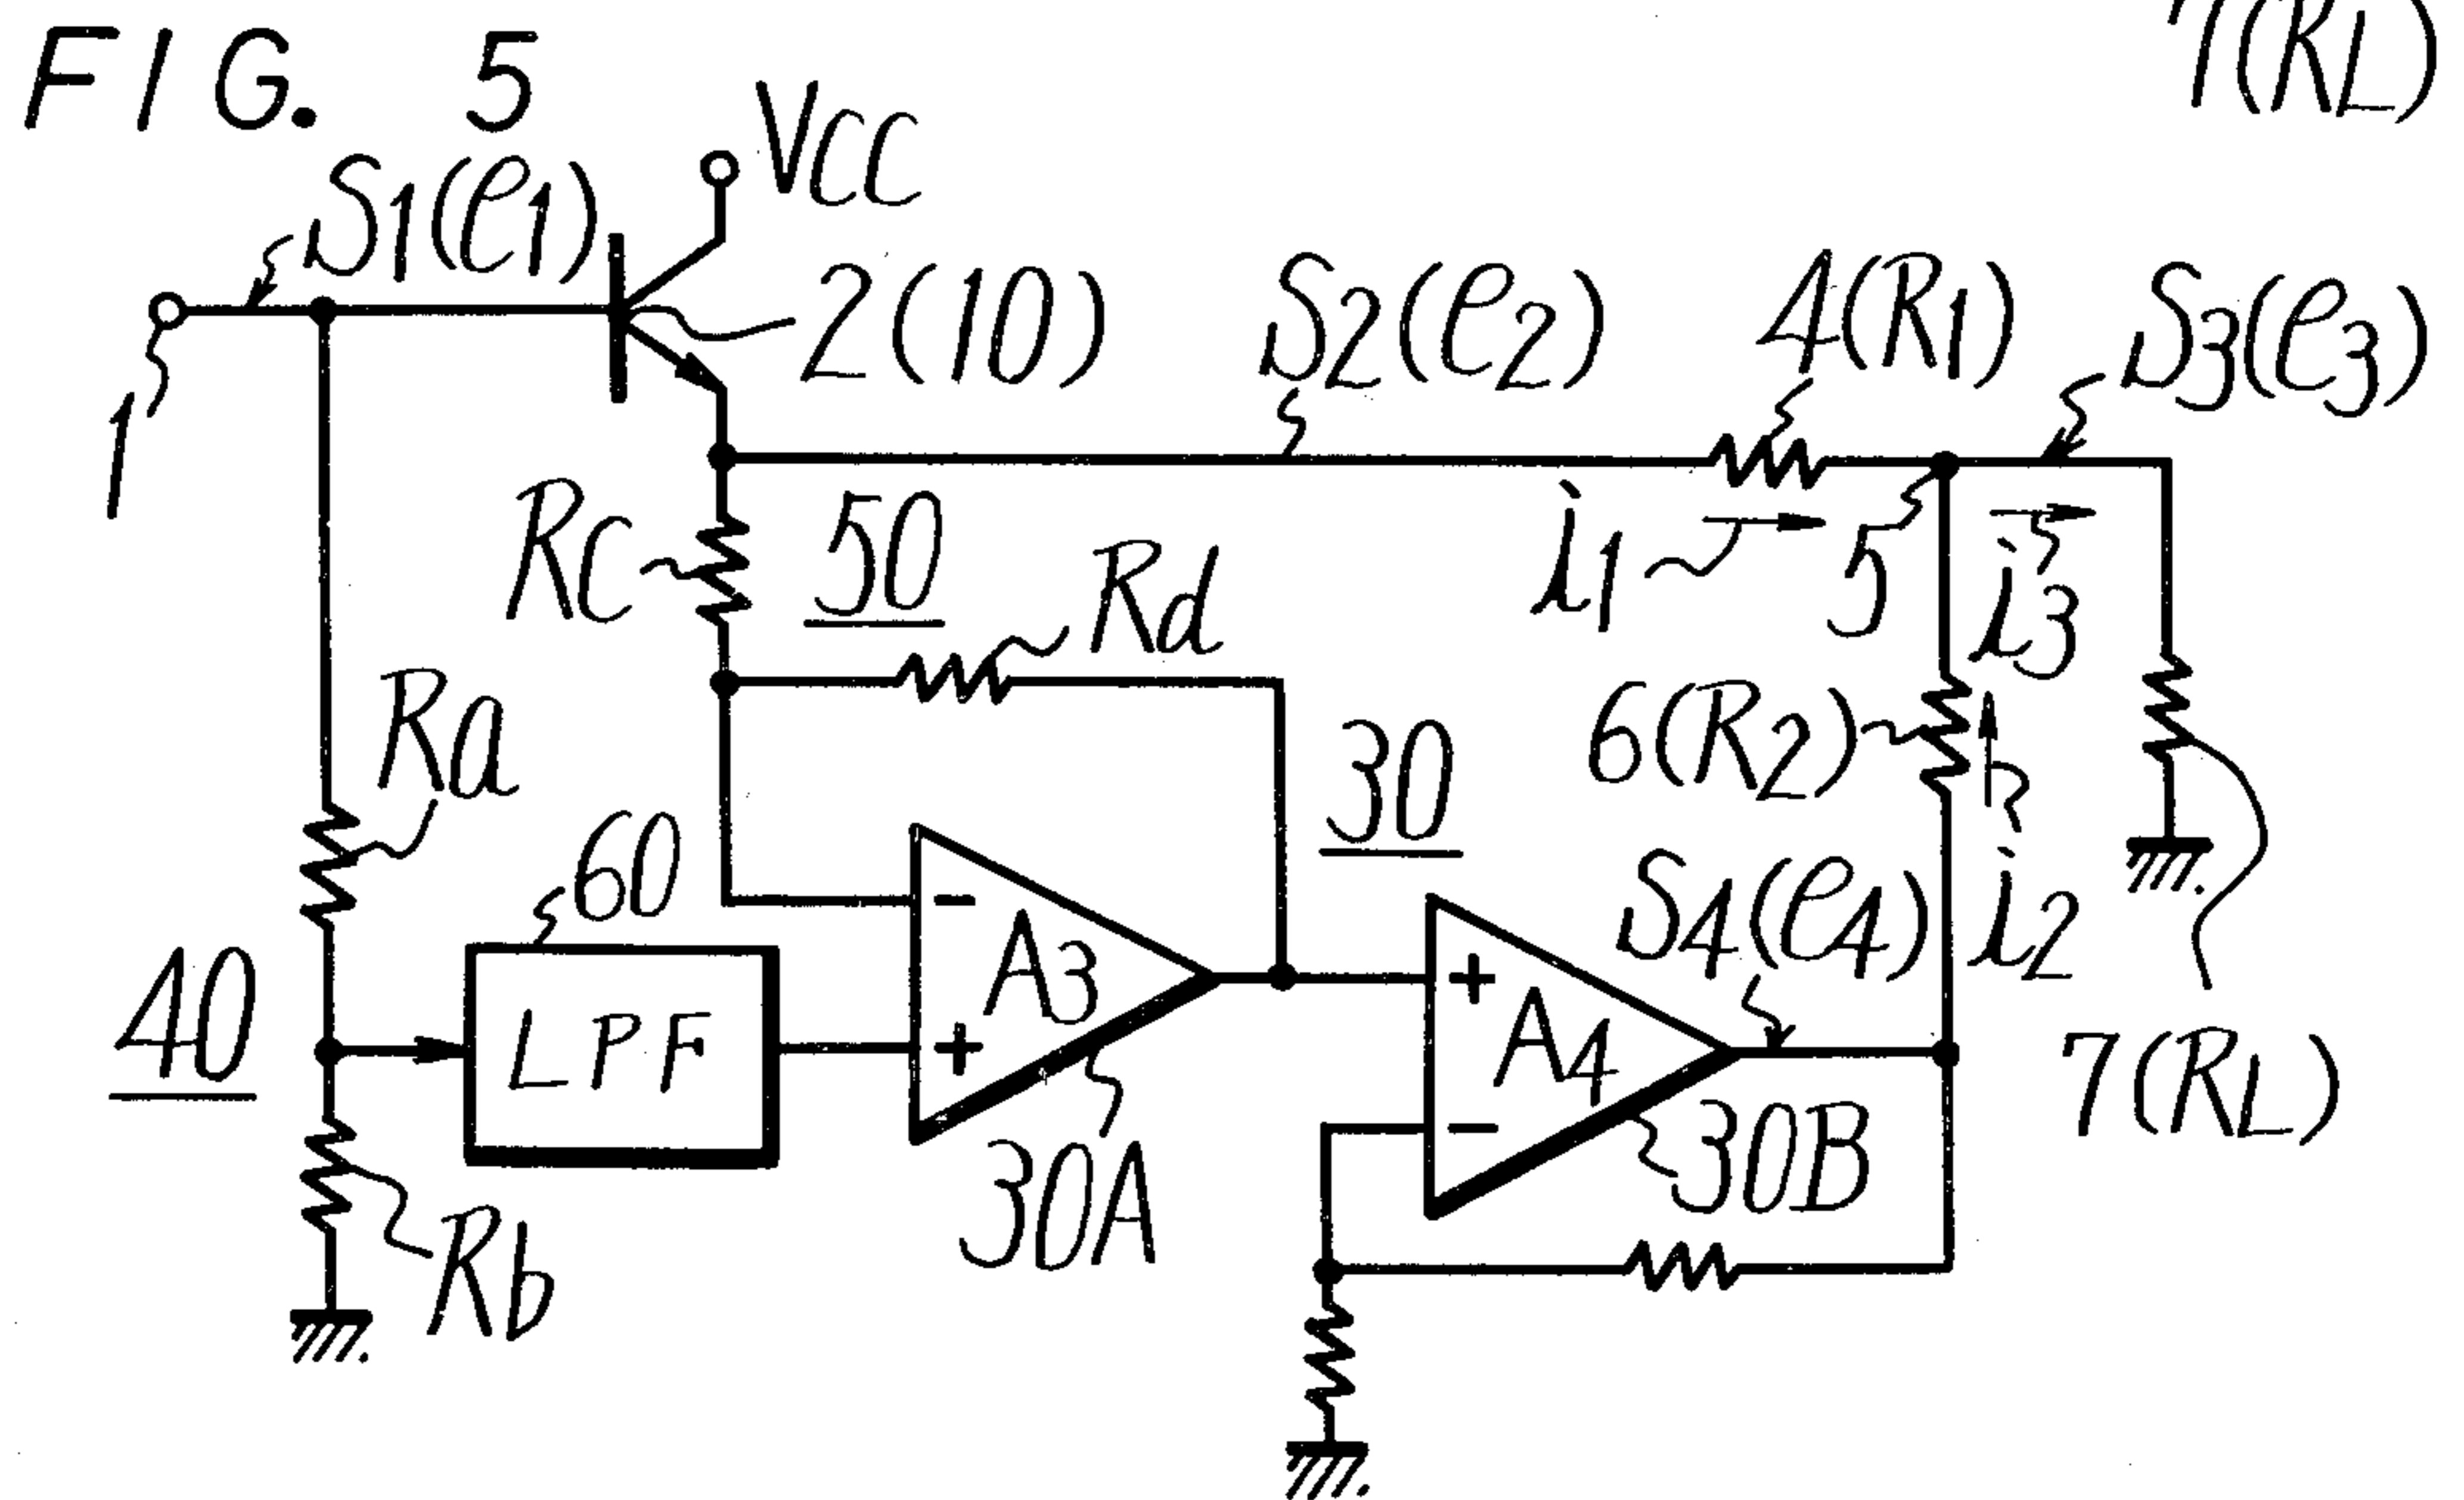 FIG. 5
7(RL)
VCC
S1(e1)
2(10)
S2(e2)
4(R1)
S3(e3)
1
RC
50
Rd
i1
5
i3
Ra
6(R2)
30
60
S4(e4)
i2
40
LPF
-
A3
+
+
A4
-
7(RL)
30A
30B
Rb